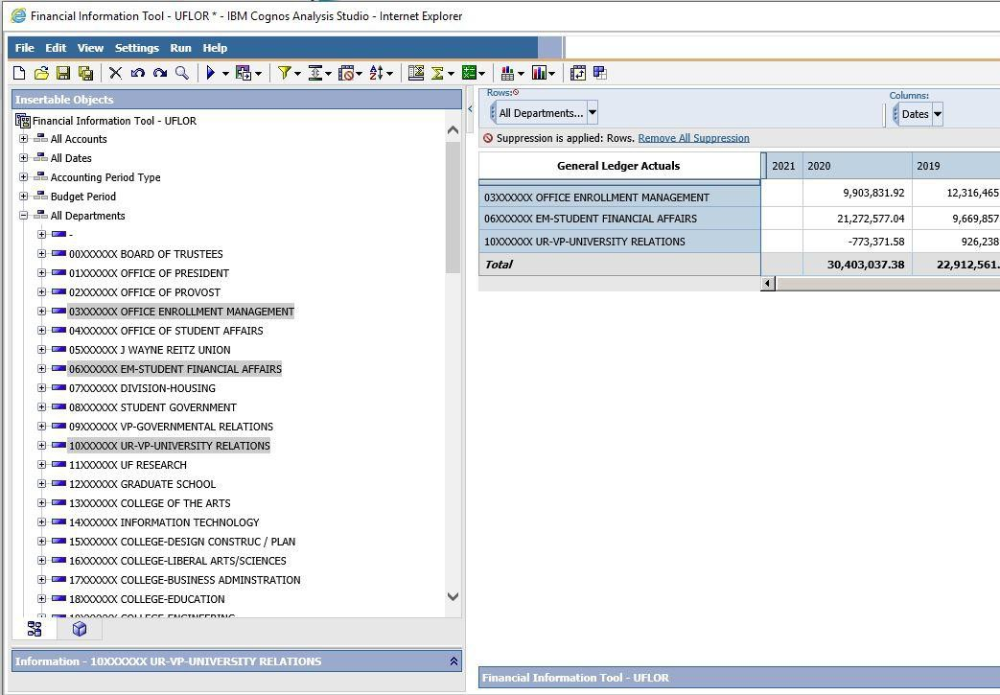 Financial Information Tool - UFLOR * - IBM Cognos Analysis Studio - Internet Explorer
File Edit View Settings Run Help
Insertable Objects
Financial Information Tool - UFLOR
All Accounts
All Dates
Accounting Period Type
Budget Period
All Departments
-
00XXXXXX BOARD OF TRUSTEES
01XXXXXX OFFICE OF PRESIDENT
02XXXXXX OFFICE OF PROVOST
03XXXXXX OFFICE ENROLLMENT MANAGEMENT
04XXXXXX OFFICE OF STUDENT AFFAIRS
05XXXXXX J WAYNE REITZ UNION
06XXXXXX EM-STUDENT FINANCIAL AFFAIRS
07XXXXXX DIVISION-HOUSING
08XXXXXX STUDENT GOVERNMENT
09XXXXXX VP-GOVERNMENTAL RELATIONS
10XXXXXX UR-VP-UNIVERSITY RELATIONS
11XXXXXX UF RESEARCH
12XXXXXX GRADUATE SCHOOL
13XXXXXX COLLEGE OF THE ARTS
14XXXXXX INFORMATION TECHNOLOGY
15XXXXXX COLLEGE-DESIGN CONSTRUC / PLAN
16XXXXXX COLLEGE-LIBERAL ARTS/SCIENCES
17XXXXXX COLLEGE-BUSINESS ADMINSTRATION
18XXXXXX COLLEGE-EDUCATION
19XXXXXX COLLEGE-ENGINEERING
Information - 10XXXXXX UR-VP-UNIVERSITY RELATIONS
Rows: Columns:
All Departments... Dates
Suppression is applied: Rows. Remove All Suppression
General Ledger Actuals 2021 2020 2019
03XXXXXX OFFICE ENROLLMENT MANAGEMENT 9,903,831.92 12,316,465
06XXXXXX EM-STUDENT FINANCIAL AFFAIRS 21,272,577.04 9,669,857
10XXXXXX UR-VP-UNIVERSITY RELATIONS -773,371.58 926,238
Total 30,403,037.38 22,912,561.
Financial Information Tool - UFLOR